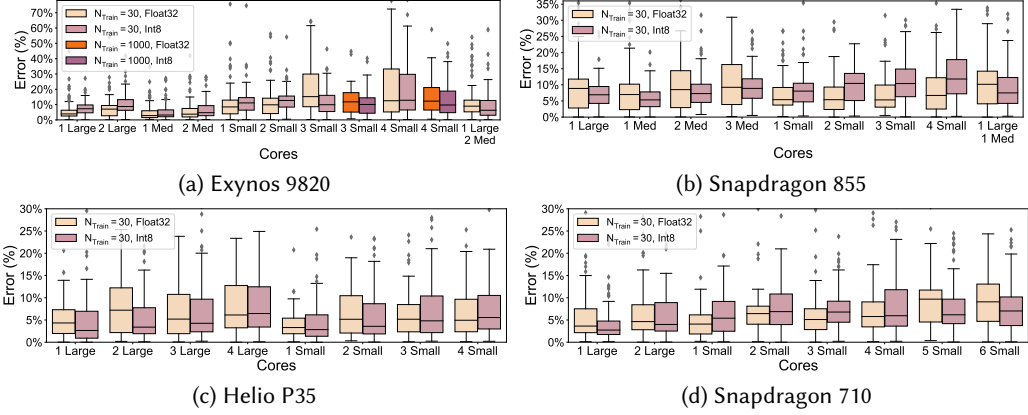 Error (%)
70%
60%
50%
40%
30%
20%
10%
0%
N_Train = 30, Float32
N_Train = 30, Int8
N_Train = 1000, Float32
N_Train = 1000, Int8
1 Large 2 Large 1 Med 2 Med 1 Small 2 Small 3 Small 3 Small 4 Small 4 Small 1 Large
2 Med
Cores
(a) Exynos 9820
Error (%)
35%
30%
25%
20%
15%
10%
5%
0%
N_Train = 30, Float32
N_Train = 30, Int8
1 Large 1 Med 2 Med 3 Med 1 Small 2 Small 3 Small 4 Small 1 Large
1 Med
Cores
(b) Snapdragon 855
Error (%)
30%
25%
20%
15%
10%
5%
0%
N_Train = 30, Float32
N_Train = 30, Int8
1 Large 2 Large 3 Large 4 Large 1 Small 2 Small 3 Small 4 Small
Cores
(c) Helio P35
Error (%)
30%
25%
20%
15%
10%
5%
0%
N_Train = 30, Float32
N_Train = 30, Int8
1 Large 2 Large 1 Small 2 Small 3 Small 4 Small 5 Small 6 Small
Cores
(d) Snapdragon 710